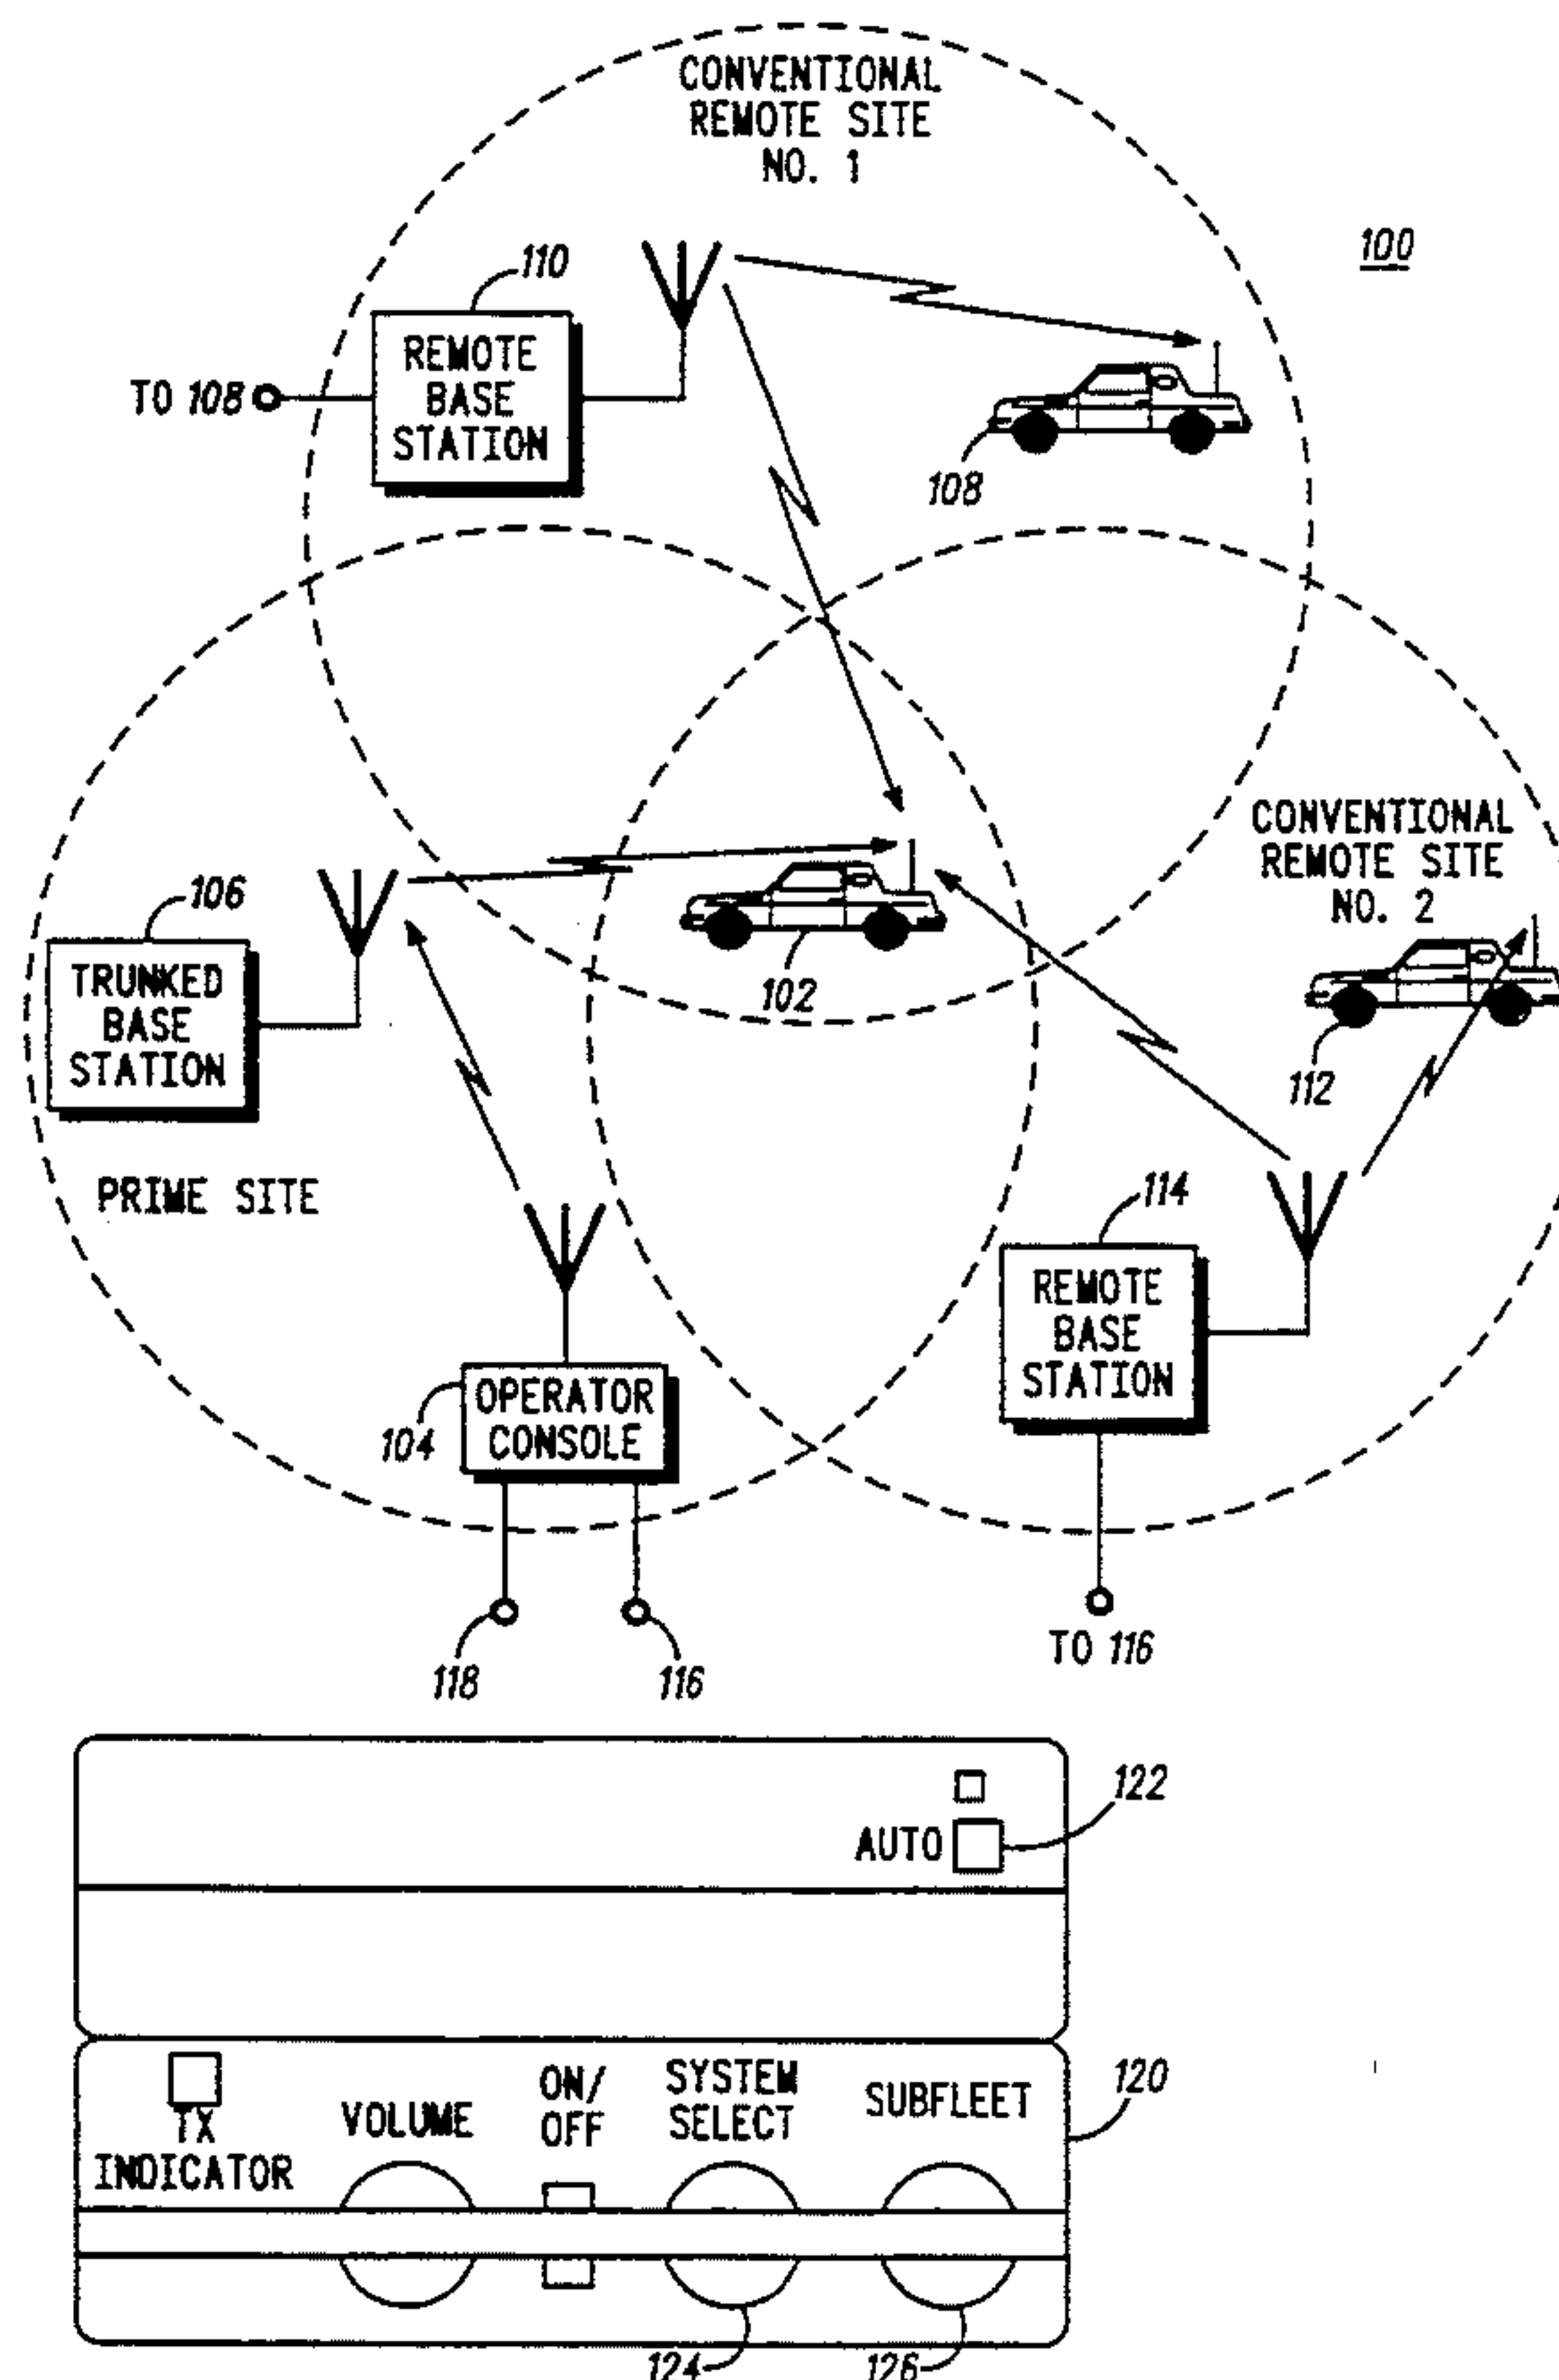 CONVENTIONAL
REMOTE SITE
NO. 1
100
110
REMOTE
BASE
STATION
TO 108
108
CONVENTIONAL
REMOTE SITE
NO. 2
106
TRUNKED
BASE
STATION
102
112
PRIME SITE
114
REMOTE
BASE
STATION
104
OPERATOR
CONSOLE
118
116
TO 116
122
AUTO
120
TX
INDICATOR
VOLUME
ON/
OFF
SYSTEM
SELECT
SUBFLEET
124
126